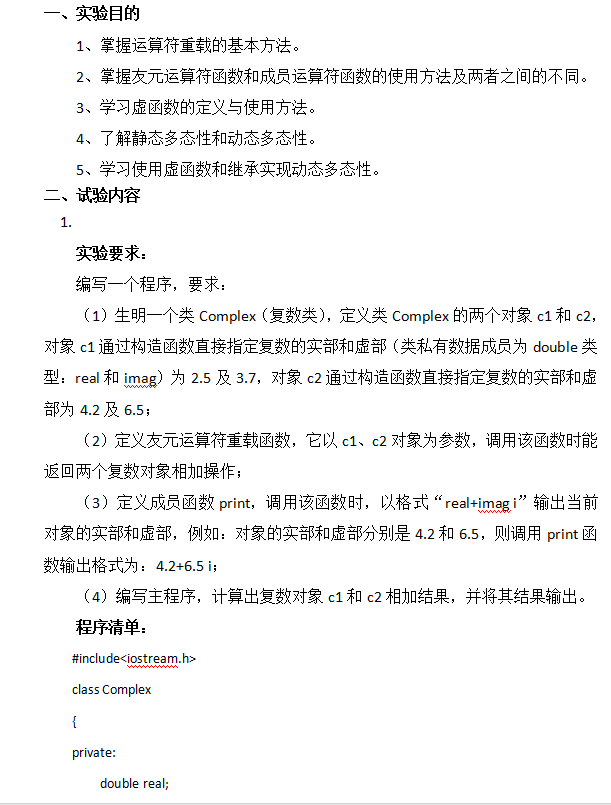 一、实验目的
1、掌握运算符重载的基本方法。
2、掌握友元运算符函数和成员运算符函数的使用方法及两者之间的不同。
3、学习虚函数的定义与使用方法。
4、了解静态多态性和动态多态性。
5、学习使用虚函数和继承实现动态多态性。
二、试验内容
1.
实验要求：
编写一个程序，要求：
（1）生明一个类 Complex（复数类），定义类 Complex 的两个对象 c1 和 c2，
对象 c1 通过构造函数直接指定复数的实部和虚部（类私有数据成员为 double 类
型：real 和 imag）为 2.5 及 3.7，对象 c2 通过构造函数直接指定复数的实部和虚
部为 4.2 及 6.5；
（2）定义友元运算符重载函数，它以 c1、c2 对象为参数，调用该函数时能
返回两个复数对象相加操作；
（3）定义成员函数 print，调用该函数时，以格式“real+imag i”输出当前
对象的实部和虚部，例如：对象的实部和虚部分别是 4.2 和 6.5，则调用 print 函
数输出格式为：4.2+6.5 i；
（4）编写主程序，计算出复数对象 c1 和 c2 相加结果，并将其结果输出。
程序清单：
#include<iostream.h>
class Complex
{
private:
double real;